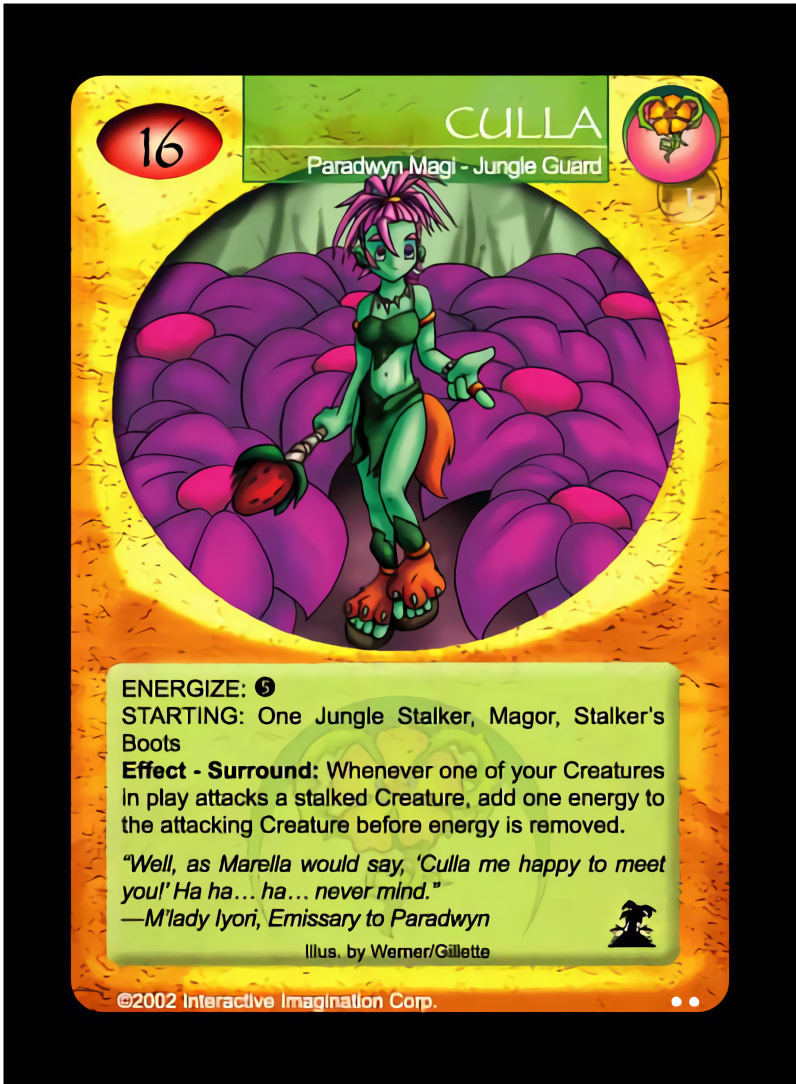 16
CULLA
Paradwyn Magi - Jungle Guard
1
ENERGIZE: 5
STARTING: One Jungle Stalker, Magor, Stalker's
Boots
Effect - Surround: Whenever one of your Creatures
in play attacks a stalked Creature, add one energy to
the attacking Creature before energy is removed.
“Well, as Marella would say, ‘Culla me happy to meet
you!’ Ha ha… ha… never mind.”
—M’lady Iyori, Emissary to Paradwyn
Illus. by Werner/Gillette
©2002 Interactive Imagination Corp.